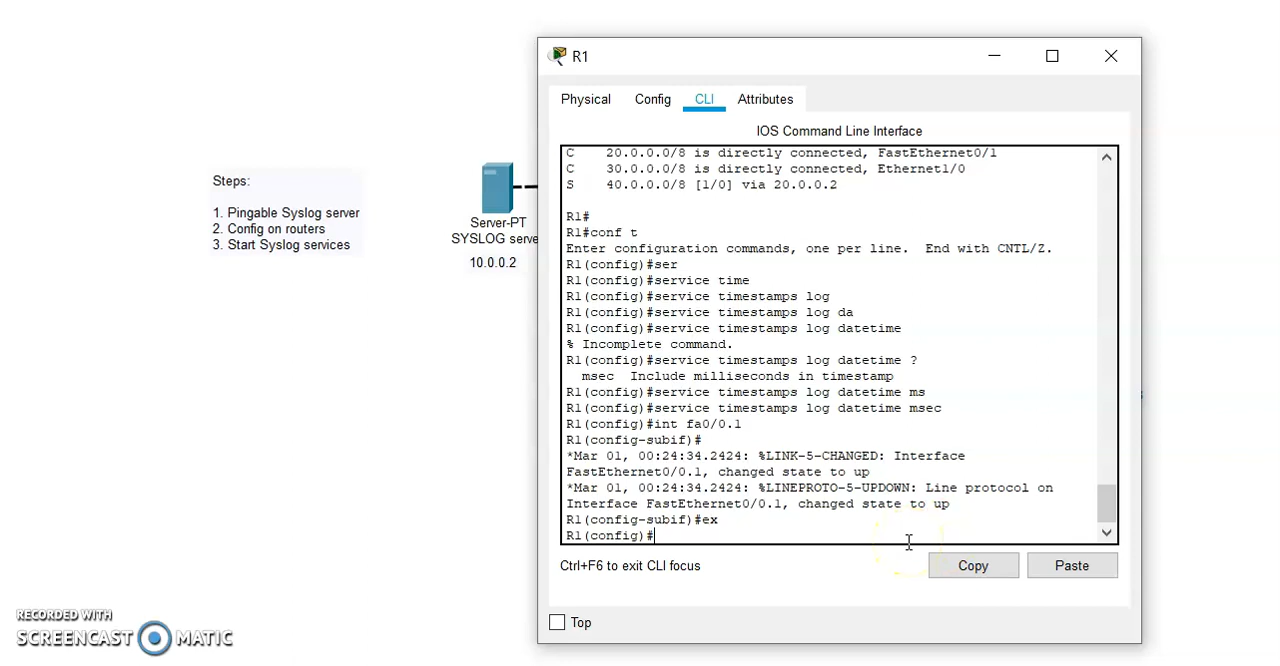 Steps:
1. Pingable Syslog server
2. Config on routers
3. Start Syslog services
Server-PT
SYSLOG serve
10.0.0.2
R1
Physical Config CLI Attributes
IOS Command Line Interface
C 20.0.0.0/8 is directly connected, FastEthernet0/1
C 30.0.0.0/8 is directly connected, Ethernet1/0
S 40.0.0.0/8 [1/0] via 20.0.0.2
R1#
R1#conf t
Enter configuration commands, one per line. End with CNTL/Z.
R1(config)#ser
R1(config)#service time
R1(config)#service timestamps log
R1(config)#service timestamps log da
R1(config)#service timestamps log datetime
% Incomplete command.
R1(config)#service timestamps log datetime ?
msec Include milliseconds in timestamp
R1(config)#service timestamps log datetime ms
R1(config)#service timestamps log datetime msec
R1(config)#int fa0/0.1
R1(config-subif)#
*Mar 01, 00:24:34.2424: %LINK-5-CHANGED: Interface
FastEthernet0/0.1, changed state to up
*Mar 01, 00:24:34.2424: %LINEPROTO-5-UPDOWN: Line protocol on
Interface FastEthernet0/0.1, changed state to up
R1(config-subif)#ex
R1(config)#
Ctrl+F6 to exit CLI focus
Copy Paste
Top
RECORDED WITH
SCREENCAST MATIC